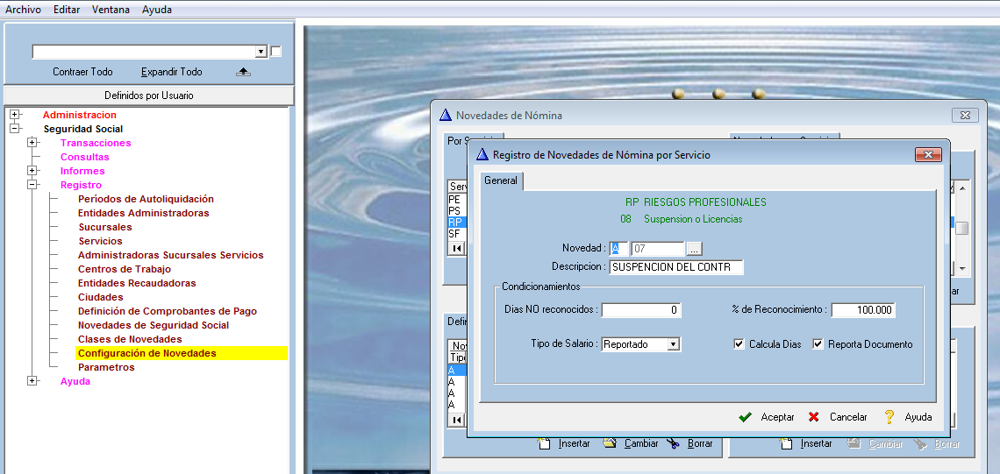 Archivo Editar Ventana Ayuda
Contraer Todo Expandir Todo
Definidos por Usuario
Administracion
Seguridad Social
Transacciones
Consultas
Informes
Registro
Períodos de Autoliquidación
Entidades Administradoras
Sucursales
Servicios
Administradoras Sucursales Servicios
Centros de Trabajo
Entidades Recaudadoras
Ciudades
Definición de Comprobantes de Pago
Novedades de Seguridad Social
Clases de Novedades
Configuración de Novedades
Parametros
Ayuda
Novedades de Nómina
Por
PE
PS
RP
SF
Registro de Novedades de Nómina por Servicio
General
RP RIESGOS PROFESIONALES
08 Suspension o Licencias
Novedad : A 07 ...
Descripcion : SUSPENCION DEL CONTR
Condicionamientos
Dias NO reconocidos : 0 % de Reconocimiento : 100.000
Tipo de Salario : Reportado Calcula Dias Reporta Documento
Aceptar Cancelar Ayuda
A
A
A
A
Insertar Cambiar Borrar Insertar Cambiar Borrar